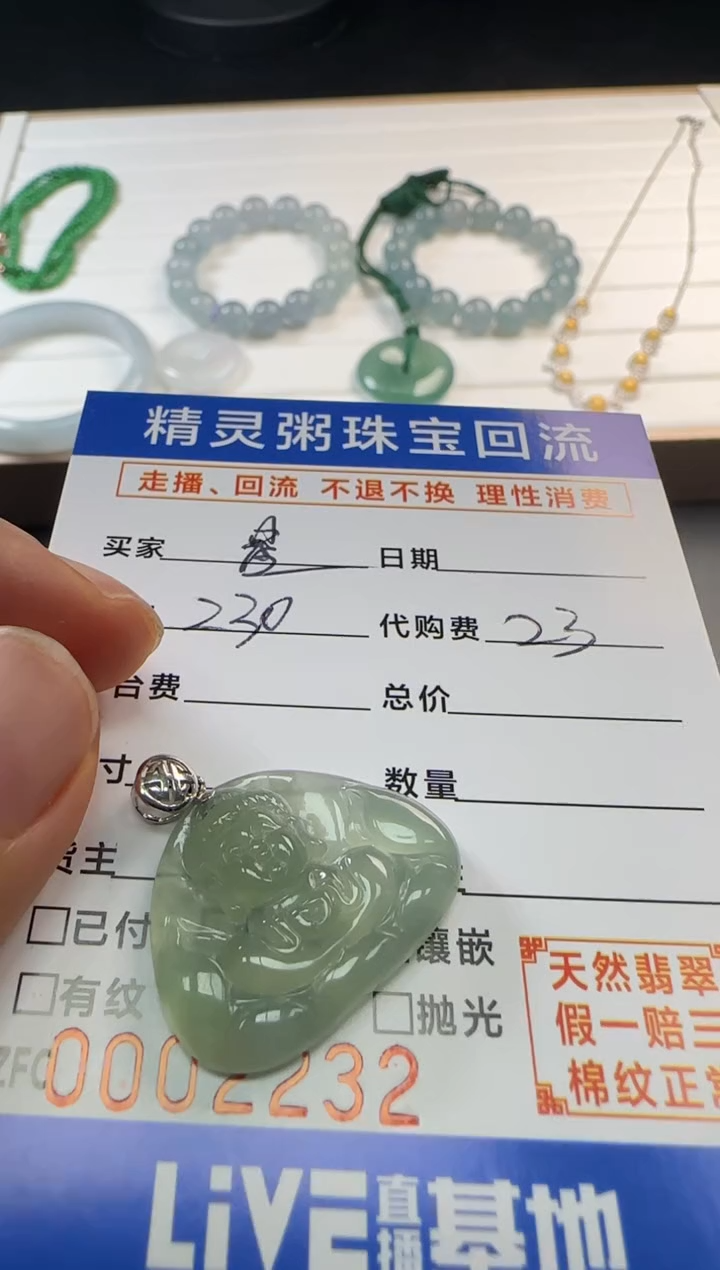 精灵粥珠宝回流
走播、回流 不退不换 理性消费
买家 日期
230 代购费 23
台费 总价
寸 数量
货主
已付 镶嵌
有纹 抛光
天然翡翠
假一赔三
棉纹正常
ZFC 0002232
LiVE直播基地